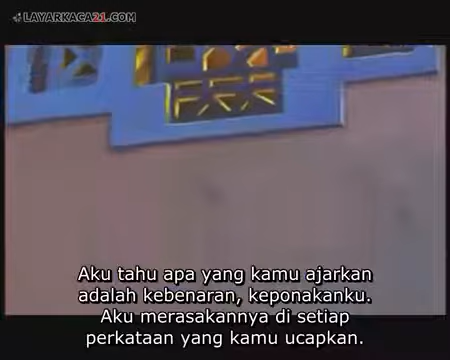 LAYARKACA21.COM
Aku tahu apa yang kamu ajarkan
adalah kebenaran, keponakanku.
Aku merasakannya di setiap
perkataan yang kamu ucapkan.